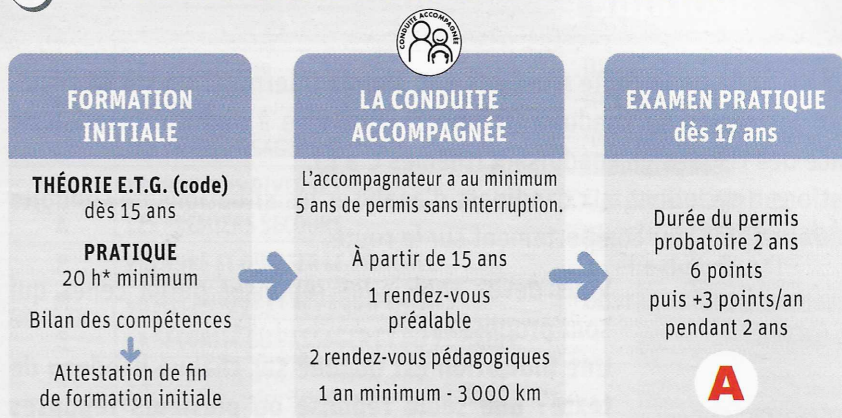 CONDUITE ACCOMPAGNÉE
FORMATION
INITIALE
THÉORIE E.T.G. (code)
dès 15 ans
PRATIQUE
20 h* minimum
Bilan des compétences
Attestation de fin
de formation initiale
LA CONDUITE
ACCOMPAGNÉE
L'accompagnateur a au minimum
5 ans de permis sans interruption.
À partir de 15 ans
1 rendez-vous
préalable
2 rendez-vous pédagogiques
1 an minimum - 3000 km
EXAMEN PRATIQUE
dès 17 ans
Durée du permis
probatoire 2 ans
6 points
puis +3 points/an
pendant 2 ans
A